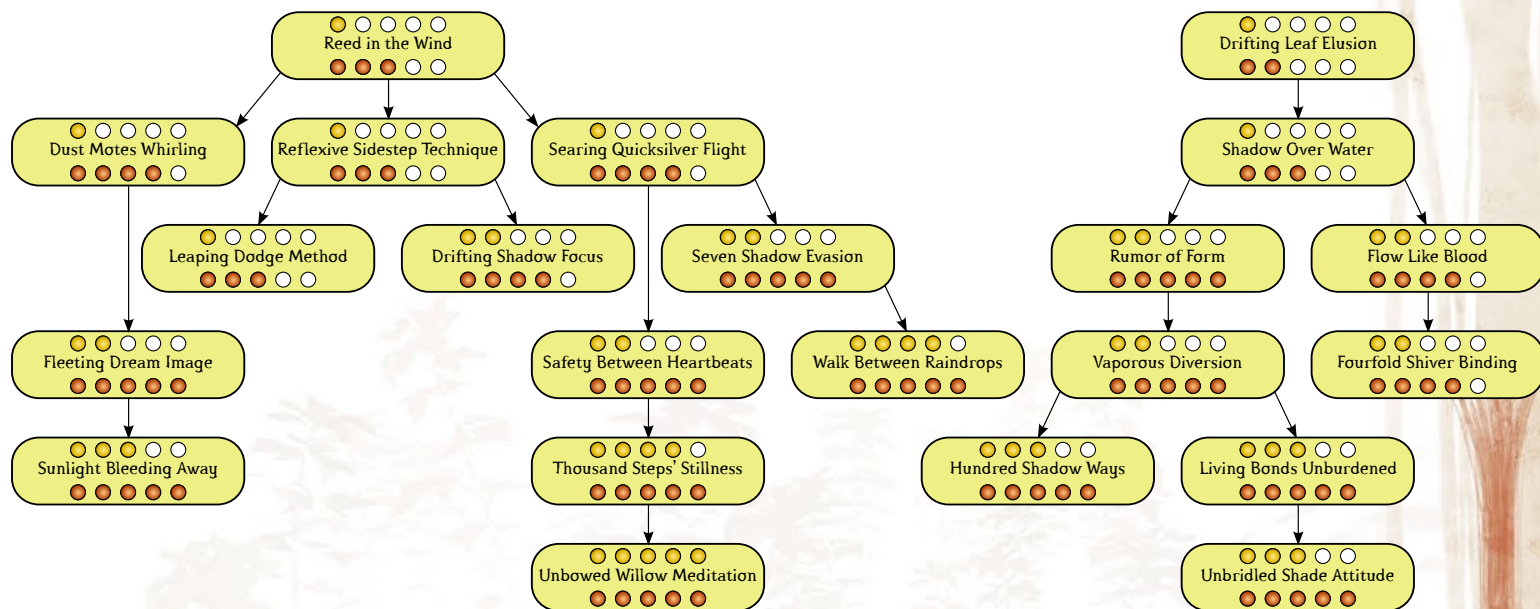 Reed in the Wind
Drifting Leaf Elusion
Dust Motes Whirling
Reflexive Sidestep Technique
Searing Quicksilver Flight
Shadow Over Water
Leaping Dodge Method
Drifting Shadow Focus
Seven Shadow Evasion
Rumor of Form
Flow Like Blood
Fleeting Dream Image
Safety Between Heartbeats
Walk Between Raindrops
Vaporous Diversion
Fourfold Shiver Binding
Sunlight Bleeding Away
Thousand Steps' Stillness
Hundred Shadow Ways
Living Bonds Unburdened
Unbowed Willow Meditation
Unbridled Shade Attitude